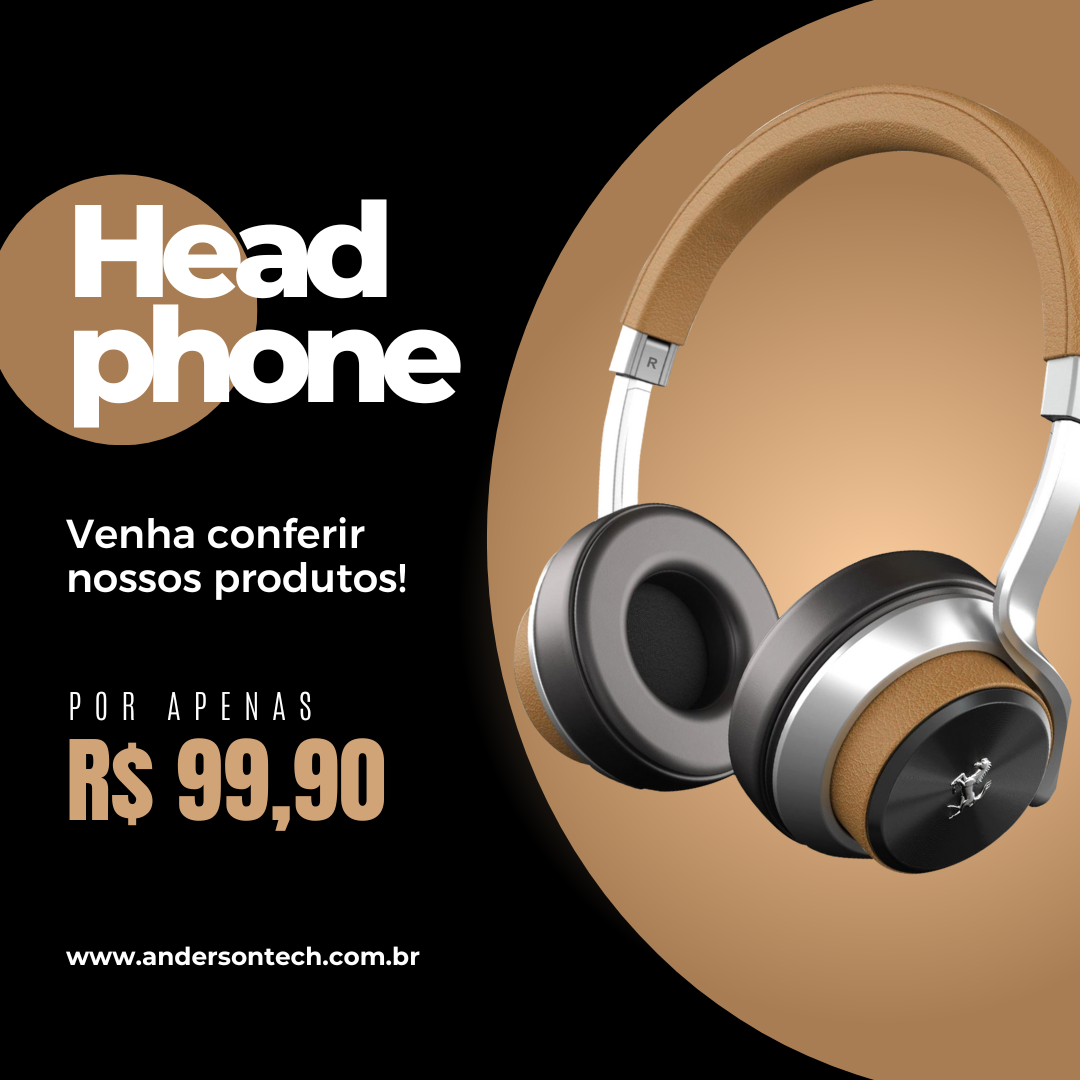 Head
phone
Venha conferir
nossos produtos!
POR APENAS
R$ 99,90
www.andersontech.com.br
R